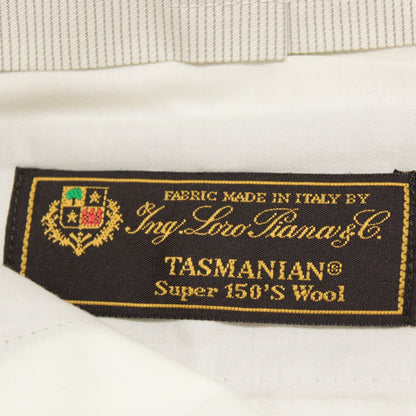 FABRIC MADE IN ITALY BY
Ing. Loro Piana & C.
TASMANIAN®
Super 150'S Wool